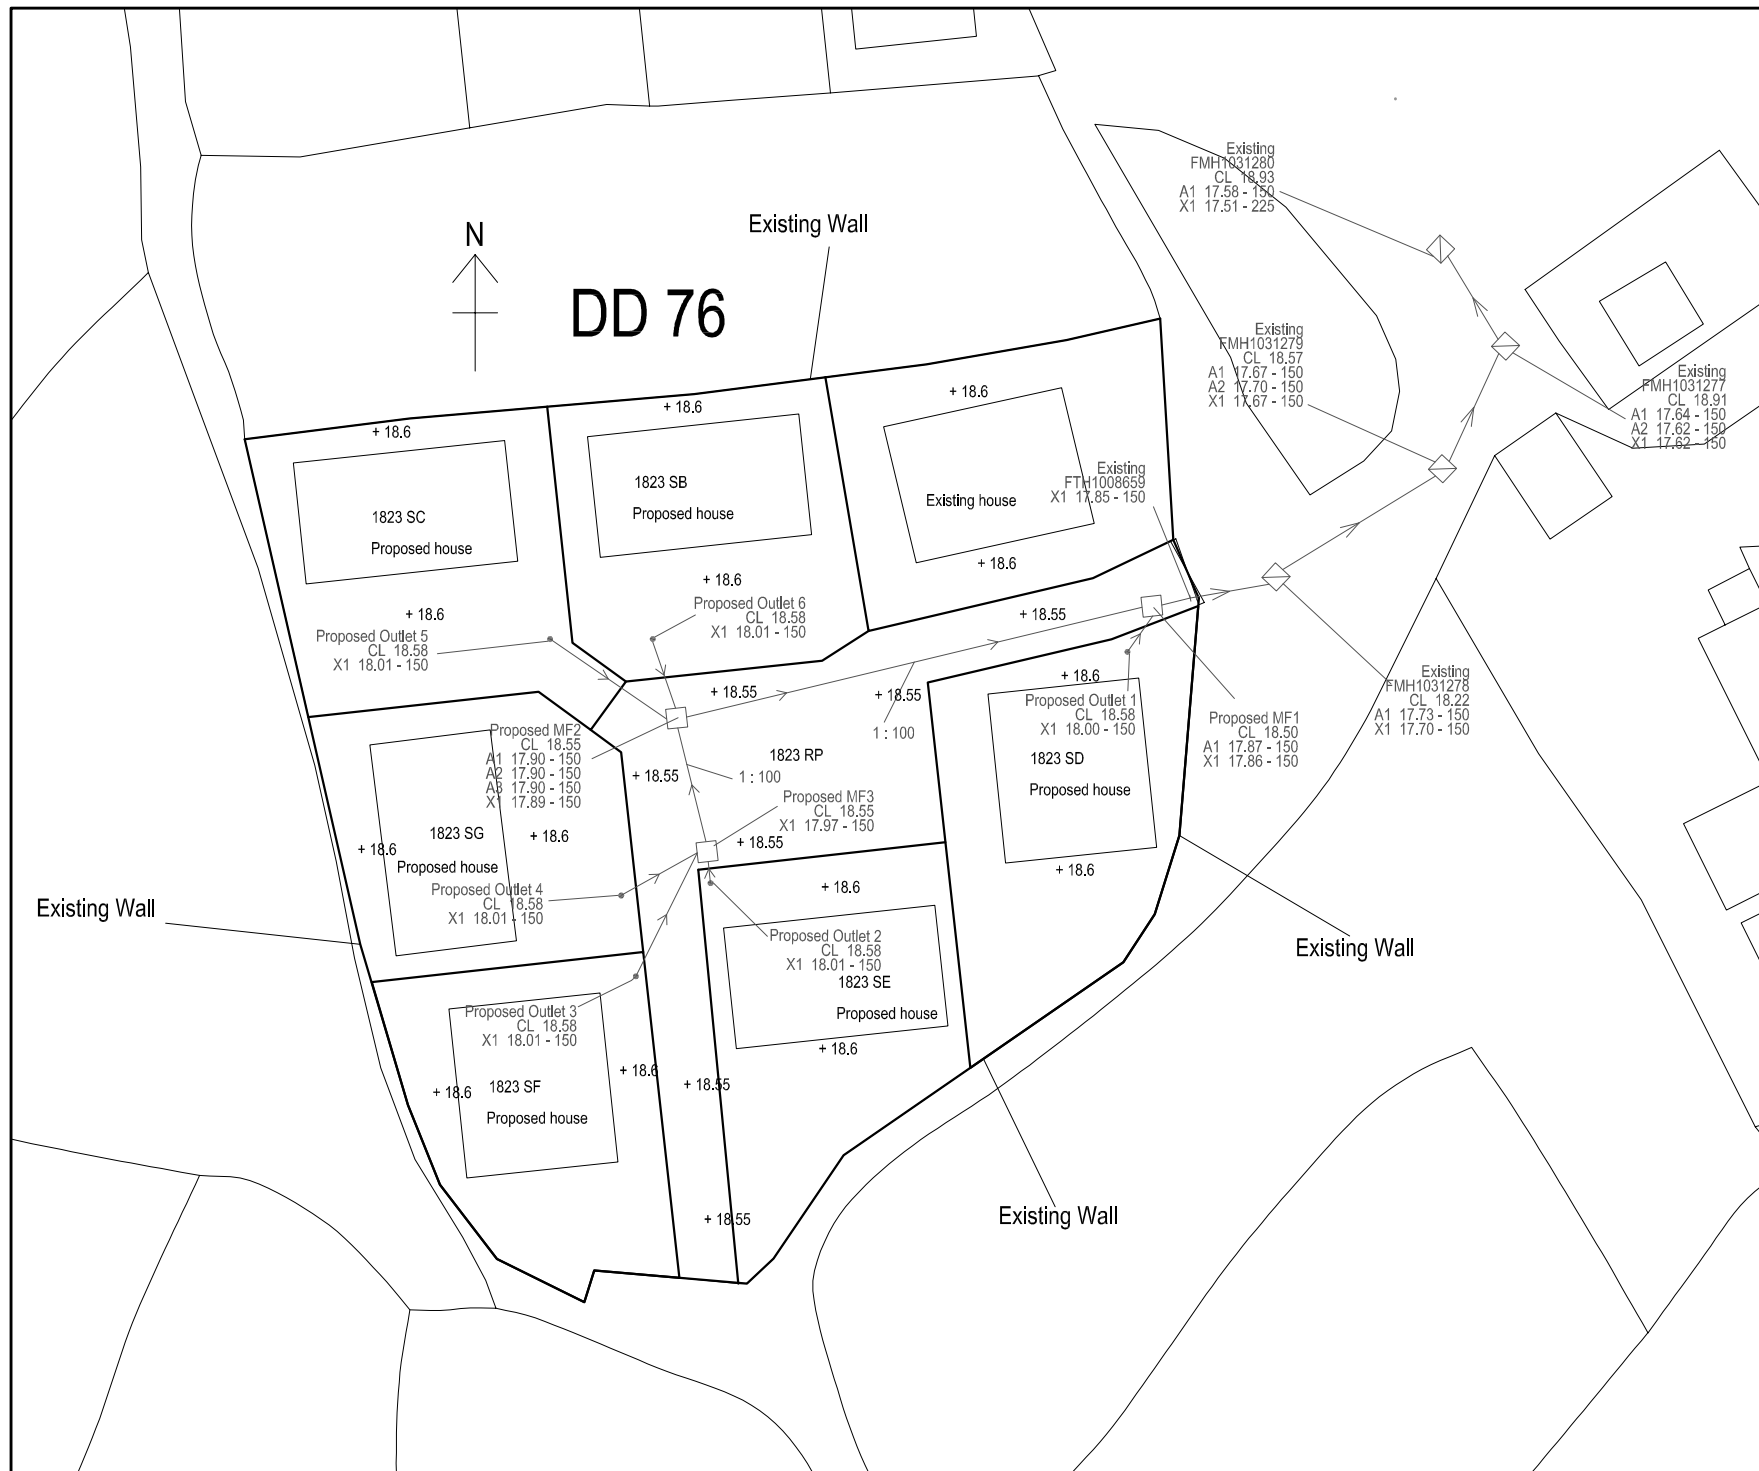 Existing
FMH1031280
CL 18.93
A1 17.58 - 150
X1 17.51 - 225
Existing Wall
N
DD 76
Existing
FMH1031279
CL 18.57
A1 17.67 - 150
A2 17.70 - 150
X1 17.67 - 150
Existing
FMH1031277
CL 18.91
A1 17.64 - 150
A2 17.62 - 150
X1 17.62 - 150
+ 18.6
+ 18.6
+ 18.6
1823 SC
Proposed house
1823 SB
Proposed house
Existing house
Existing
FTH1008659
X1 17.85 - 150
+ 18.6
+ 18.6
+ 18.6
+ 18.55
Proposed Outlet 5
CL 18.58
X1 18.01 - 150
Proposed Outlet 6
CL 18.58
X1 18.01 - 150
+ 18.55
+ 18.55
1 : 100
+ 18.6
Proposed Outlet 1
CL 18.58
X1 18.00 - 150
1823 SD
Proposed house
+ 18.6
Proposed MF1
CL 18.50
A1 17.87 - 150
X1 17.86 - 150
Existing
FMH1031278
CL 18.22
A1 17.73 - 150
X1 17.70 - 150
Proposed MF2
CL 18.55
A1 17.90 - 150
A2 17.90 - 150
A3 17.90 - 150
X1 17.89 - 150
+ 18.55
1823 RP
1 : 100
Proposed MF3
CL 18.55
X1 17.97 - 150
+ 18.55
1823 SG
Proposed house
+ 18.6
+ 18.6
Proposed Outlet 4
CL 18.58
X1 18.01 - 150
+ 18.6
Proposed Outlet 2
CL 18.58
X1 18.01 - 150
1823 SE
Proposed house
+ 18.6
Existing Wall
Existing Wall
Proposed Outlet 3
CL 18.58
X1 18.01 - 150
+ 18.6
1823 SF
Proposed house
+ 18.6
+ 18.55
+ 18.55
Existing Wall